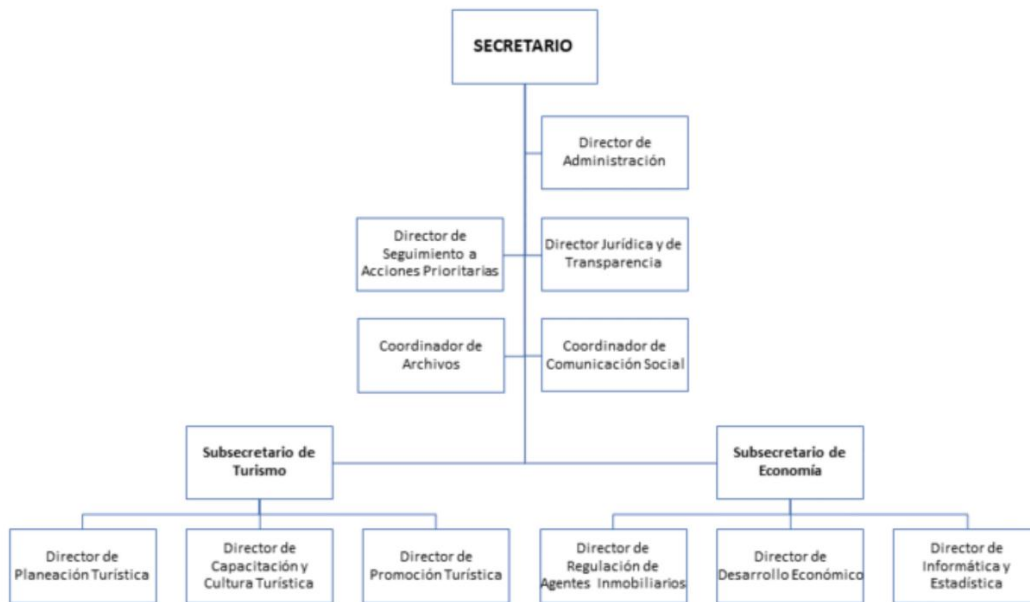 SECRETARIO
Director de
Administración
Director de
Seguimiento a
Acciones Prioritarias
Director Jurídica y de
Transparencia
Coordinador de
Archivos
Coordinador de
Comunicación Social
Subsecretario de
Turismo
Subsecretario de
Economía
Director de
Planeación Turística
Director de
Capacitación y
Cultura Turística
Director de
Promoción Turística
Director de
Regulación de
Agentes Inmobiliarios
Director de
Desarrollo Económico
Director de
Informática y
Estadística